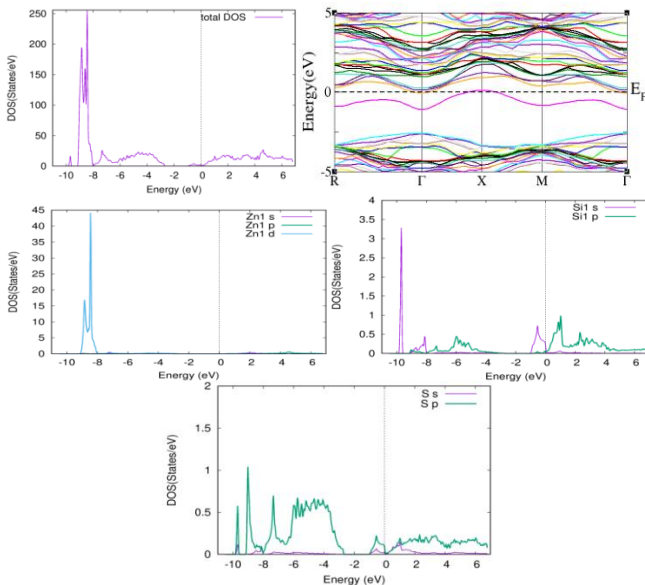 total DOS
DOS(States/eV)
250
200
150
100
50
0
-10 -8 -6 -4 -2 0 2 4 6
Energy (eV)
Energy(eV)
5
0
-5
R Γ X M Γ
E_F
Zn1 s
Zn1 p
Zn1 d
DOS(States/eV)
45
40
35
30
25
20
15
10
5
0
-10 -8 -6 -4 -2 0 2 4 6
Energy (eV)
Si1 s
Si1 p
DOS(States/eV)
4
3.5
3
2.5
2
1.5
1
0.5
0
-10 -8 -6 -4 -2 0 2 4 6
Energy (eV)
S s
S p
DOS(States/eV)
2
1.5
1
0.5
0
-10 -8 -6 -4 -2 0 2 4 6
Energy (eV)